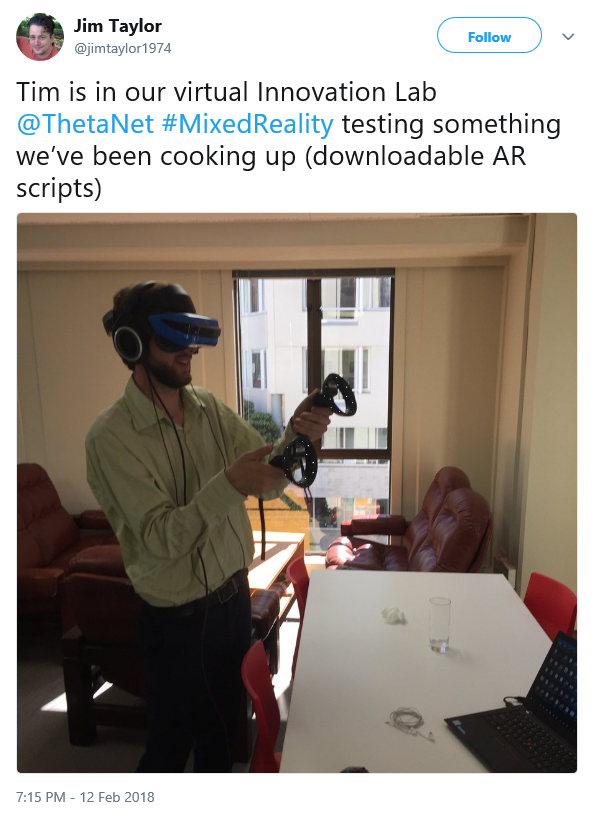 Jim Taylor
@jimtaylor1974
Follow
Tim is in our virtual Innovation Lab
@ThetaNet #MixedReality testing something
we’ve been cooking up (downloadable AR
scripts)
7:15 PM - 12 Feb 2018